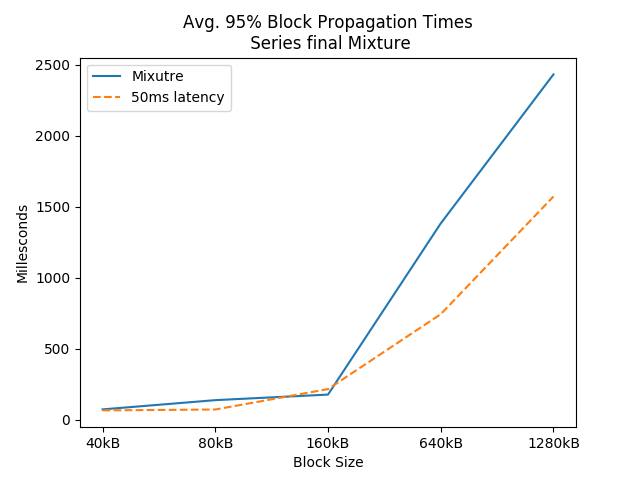 Avg. 95% Block Propagation Times
Series final Mixture
Mixutre
50ms latency
2500
2000
1500
1000
500
0
Millesconds
40kB 80kB 160kB 640kB 1280kB
Block Size